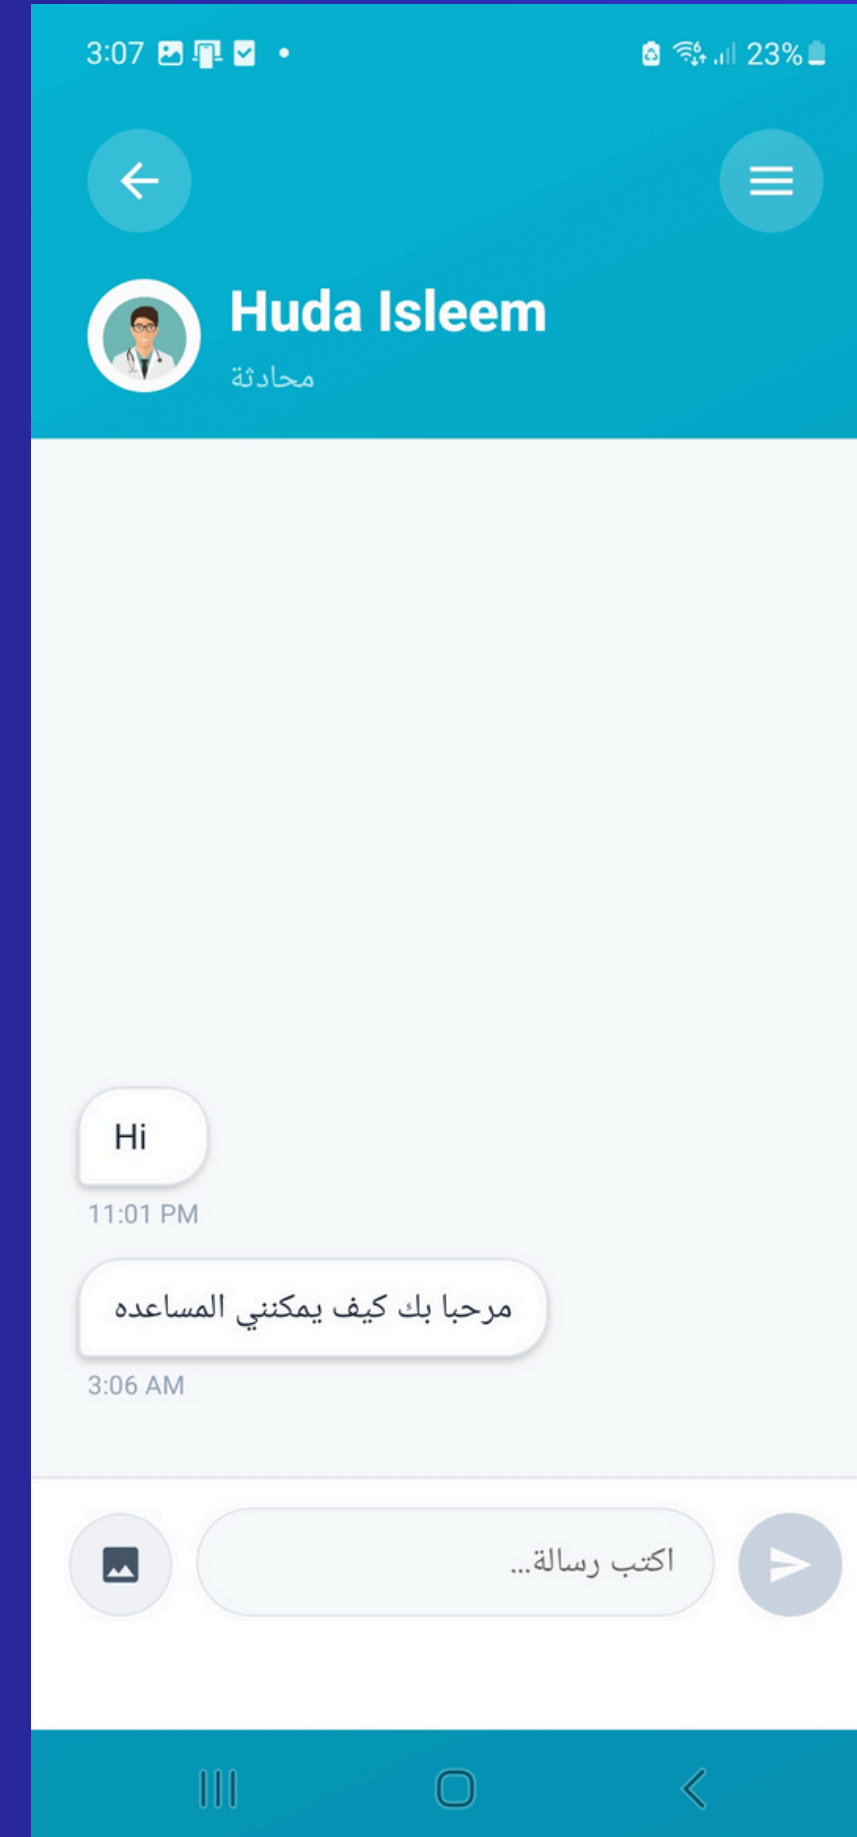 3:07
23%
Huda Isleem
محادثة
Hi
11:01 PM
مرحبا بك كيف يمكنني المساعده
3:06 AM
اكتب رسالة...